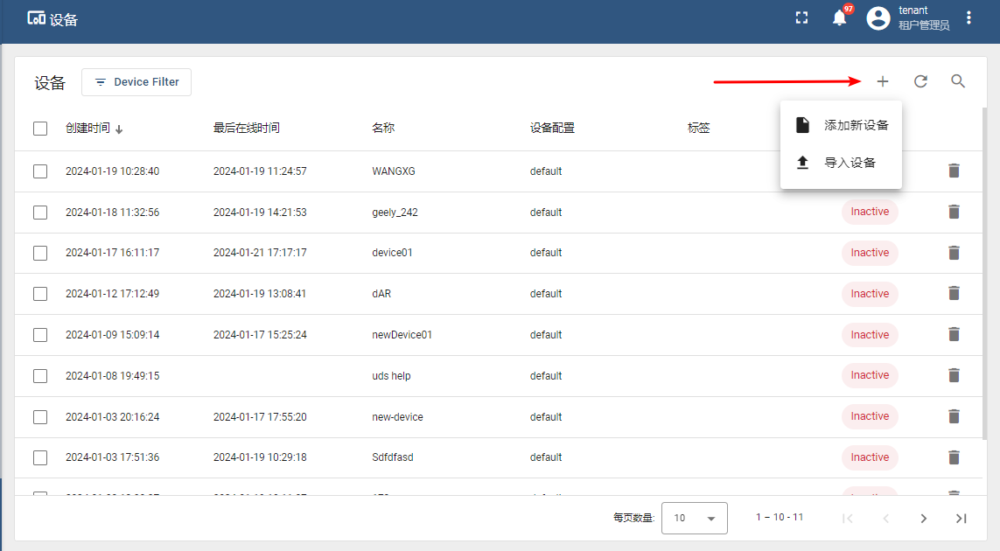 设备
97
tenant
租户管理员
设备 Device Filter
添加新设备
导入设备
创建时间 最后在线时间 名称 设备配置 标签
2024-01-19 10:28:40 2024-01-19 11:24:57 WANGXG default
2024-01-18 11:32:56 2024-01-19 14:21:53 geely_242 default Inactive
2024-01-17 16:11:17 2024-01-21 17:17:17 device01 default Inactive
2024-01-12 17:12:49 2024-01-19 13:08:41 dAR default Inactive
2024-01-09 15:09:14 2024-01-17 15:25:24 newDevice01 default Inactive
2024-01-08 19:49:15 uds help default Inactive
2024-01-03 20:16:24 2024-01-17 17:55:20 new-device default Inactive
2024-01-03 17:51:36 2024-01-19 10:29:18 Sdfdfasd default Inactive
每页数量: 10 1 – 10 - 11